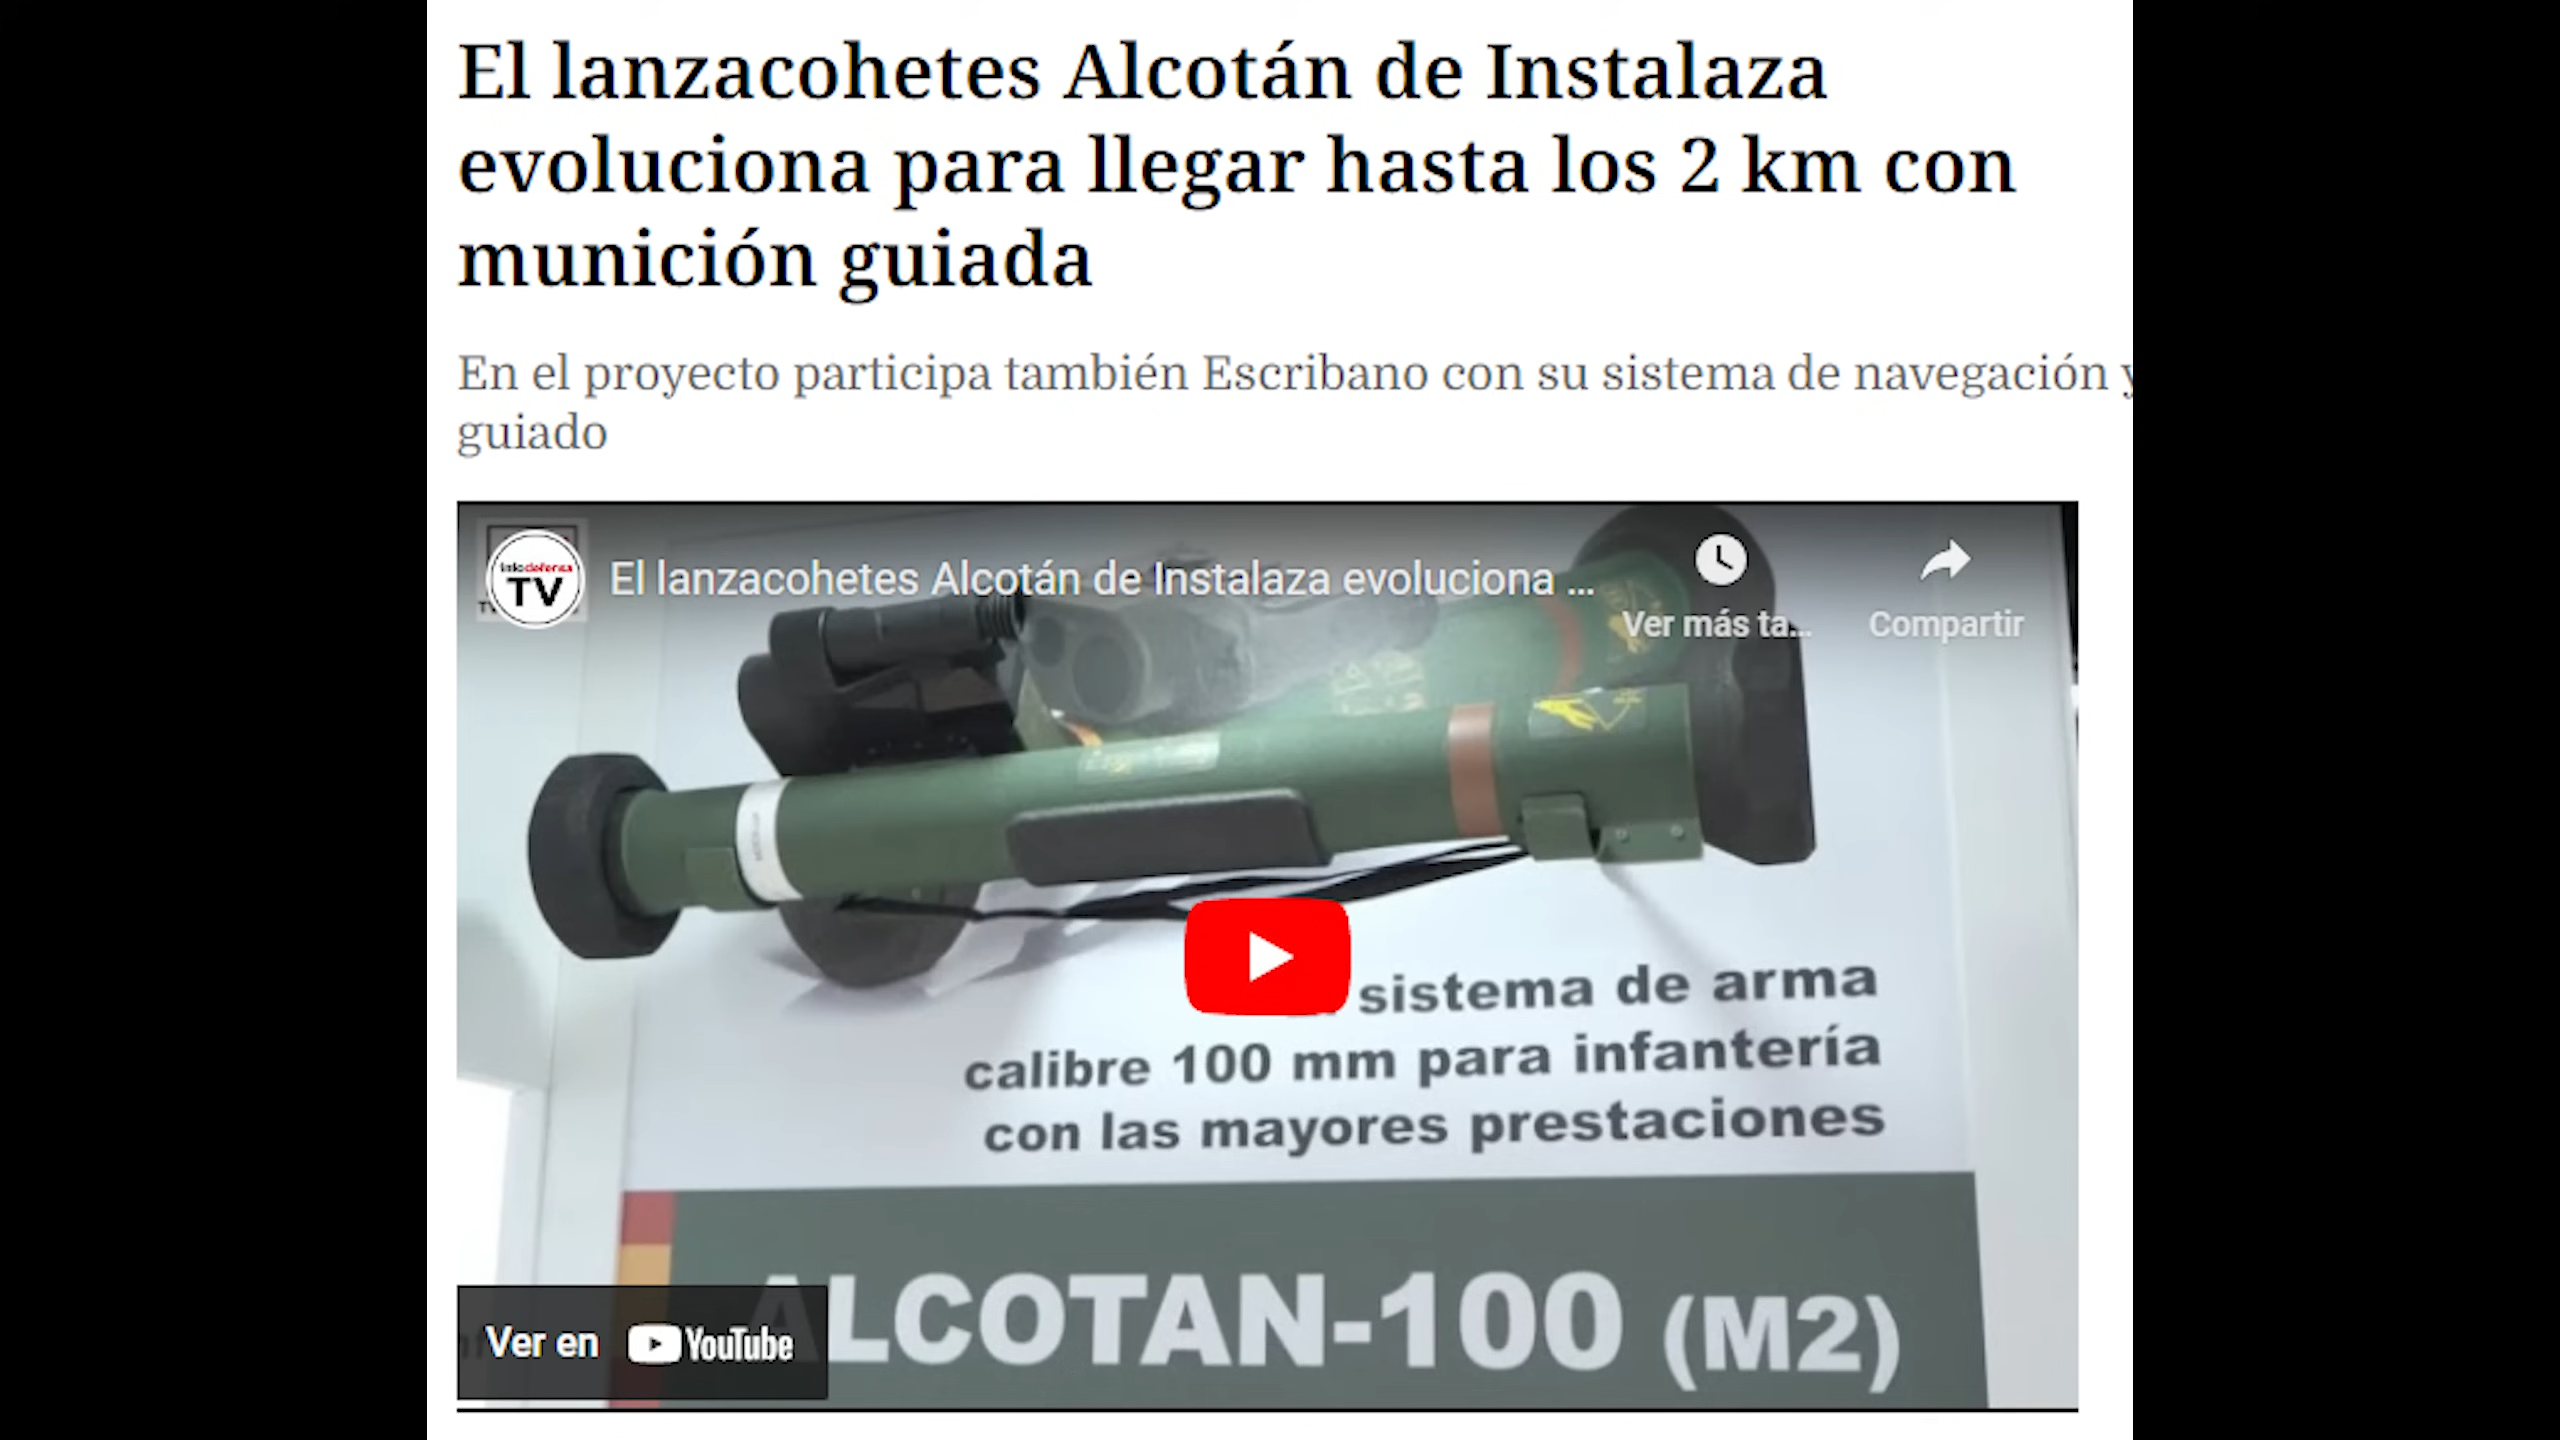 El lanzacohetes Alcotán de Instalaza
evoluciona para llegar hasta los 2 km con
munición guiada
En el proyecto participa también Escribano con su sistema de navegación y
guiado
infodefensa
TV
El lanzacohetes Alcotán de Instalaza evoluciona ...
Ver más ta...
Compartir
sistema de arma
calibre 100 mm para infantería
con las mayores prestaciones
ALCOTAN-100 (M2)
Ver en YouTube